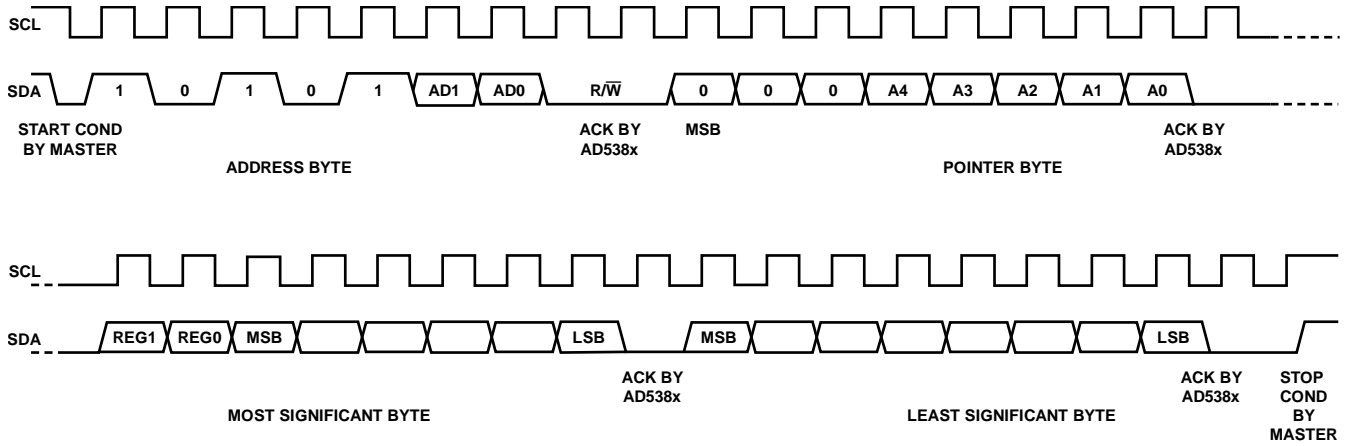 SCL
SDA 1 0 1 0 1 AD1 AD0 R/W̅ 0 0 0 A4 A3 A2 A1 A0
START COND BY MASTER
ACK BY AD538x
MSB
ACK BY AD538x
ADDRESS BYTE
POINTER BYTE
SCL
SDA REG1 REG0 MSB LSB MSB LSB
ACK BY AD538x
ACK BY AD538x
STOP COND BY MASTER
MOST SIGNIFICANT BYTE
LEAST SIGNIFICANT BYTE